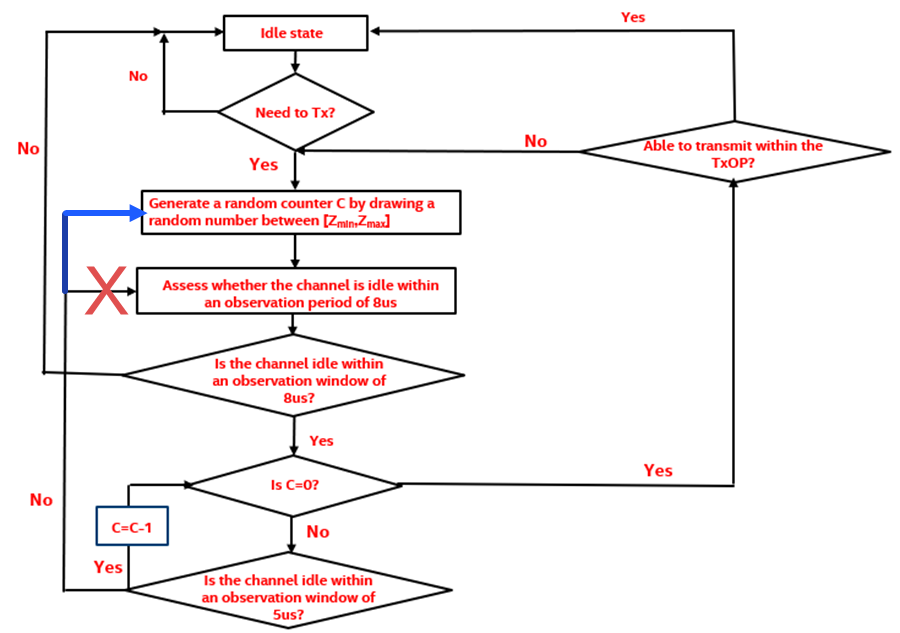 Idle state
Yes
No
Need to Tx?
No
Able to transmit within the
TxOP?
No
Yes
Generate a random counter C by drawing a
random number between [Zmin,Zmax]
X
Assess whether the channel is idle within
an observation period of 8us
Is the channel idle within
an observation window of
8us?
Yes
Is C=0?
Yes
No
C=C-1
No
Yes
Is the channel idle within
an observation window of
5us?